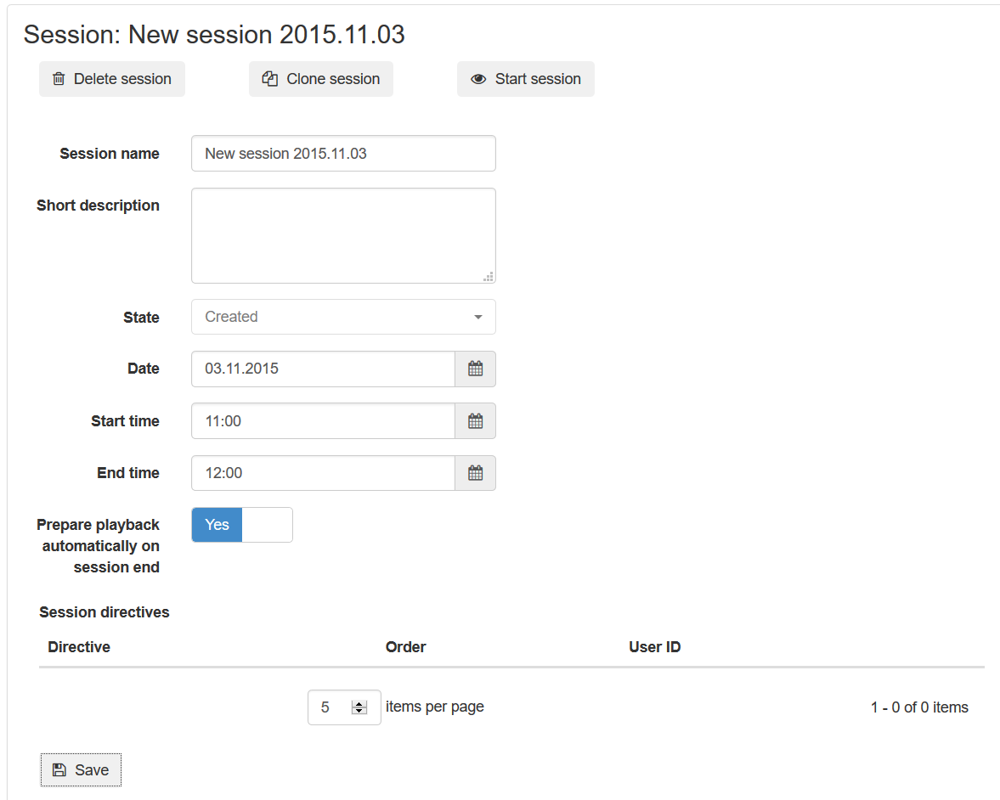 Session: New session 2015.11.03
Delete session
Clone session
Start session
Session name
New session 2015.11.03
Short description
State
Created
Date
03.11.2015
Start time
11:00
End time
12:00
Prepare playback
automatically on
session end
Yes
Session directives
Directive
Order
User ID
5
items per page
1 - 0 of 0 items
Save